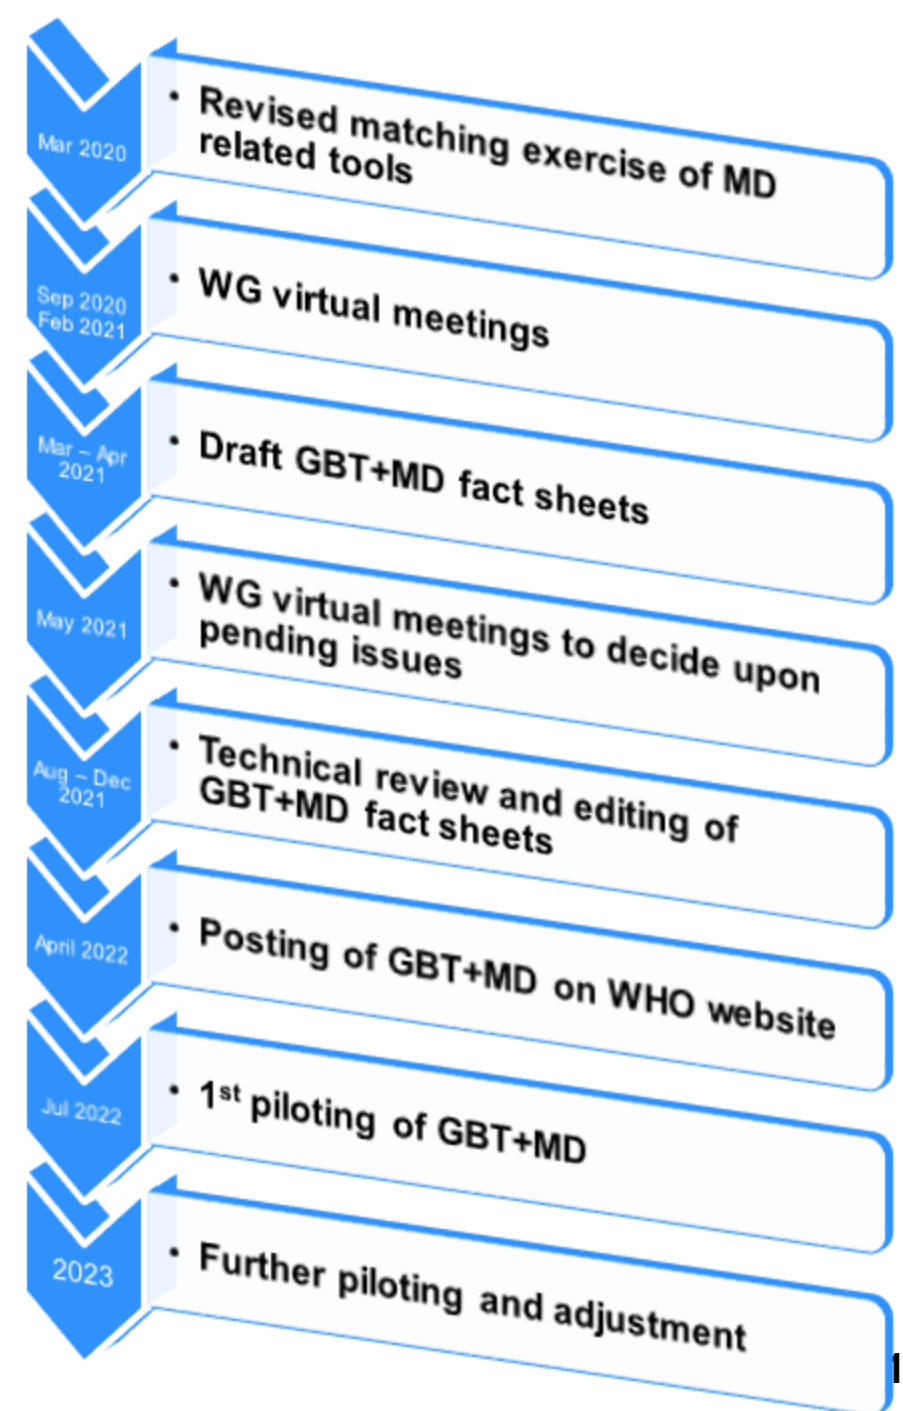 Mar 2020
• Revised matching exercise of MD
related tools
Sep 2020
Feb 2021
• WG virtual meetings
Mar – Apr
2021
• Draft GBT+MD fact sheets
May 2021
• WG virtual meetings to decide upon
pending issues
Aug – Dec
2021
• Technical review and editing of
GBT+MD fact sheets
April 2022
• Posting of GBT+MD on WHO website
Jul 2022
• 1st piloting of GBT+MD
2023
• Further piloting and adjustment